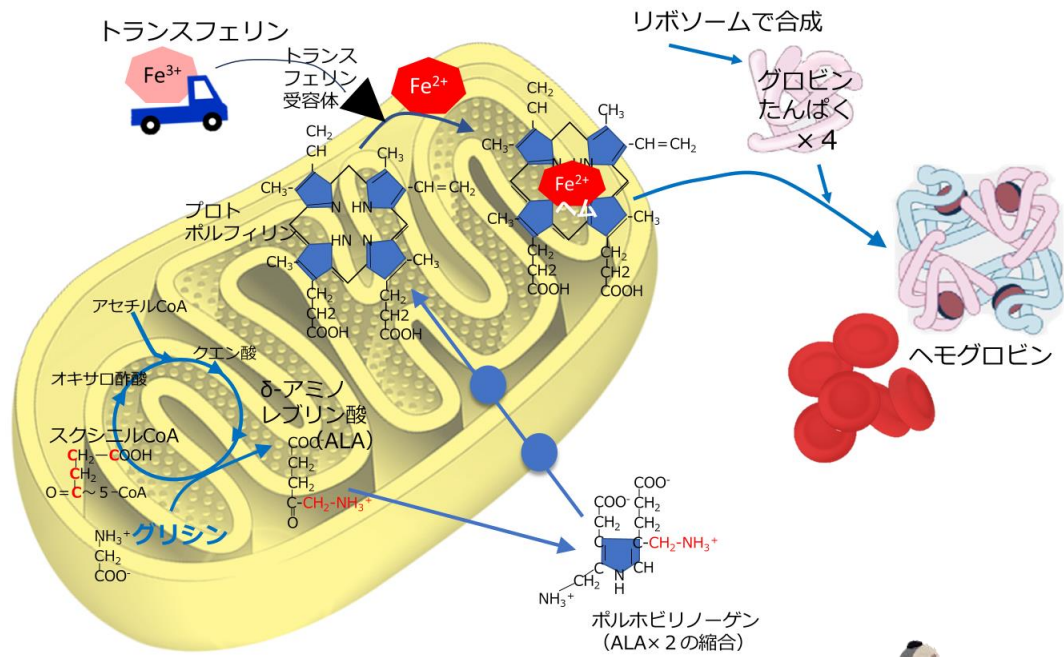 トランスフェリン
Fe³⁺
トランス
フェリン
受容体
Fe²⁺
リボソームで合成
グロビン
たんぱく
×4
CH₂
CH
CH₃
CH₃
CH=CH₂
N
HN
HN
N
CH₃
CH₃
CH₂
CH2
COOH
CH₂
CH2
COOH
プロト
ポルフィリン
CH₂
CH
CH₃
CH₃
CH=CH₂
N
HN
Fe²⁺
ヘム
CH₃
CH₃
CH₂
CH2
COOH
CH₂
CH2
COOH
ヘモグロビン
アセチルCoA
クエン酸
オキサロ酢酸
スクシニルCoA
CH₂－COOH
CH₂
O=C～5-CoA
グリシン
NH₃⁺
CH₂
COO⁻
δ-アミノ
レブリン酸
（ALA）
COO⁻
CH₂
CH₂
C-CH₂-NH₃⁺
O
COO⁻
COO⁻
CH₂
CH₂
CH₂
C
C-CH₂-NH₃⁺
C
CH
CH₂
N
H
NH₃⁺
ポルホビリノーゲン
（ALA×２の縮合）